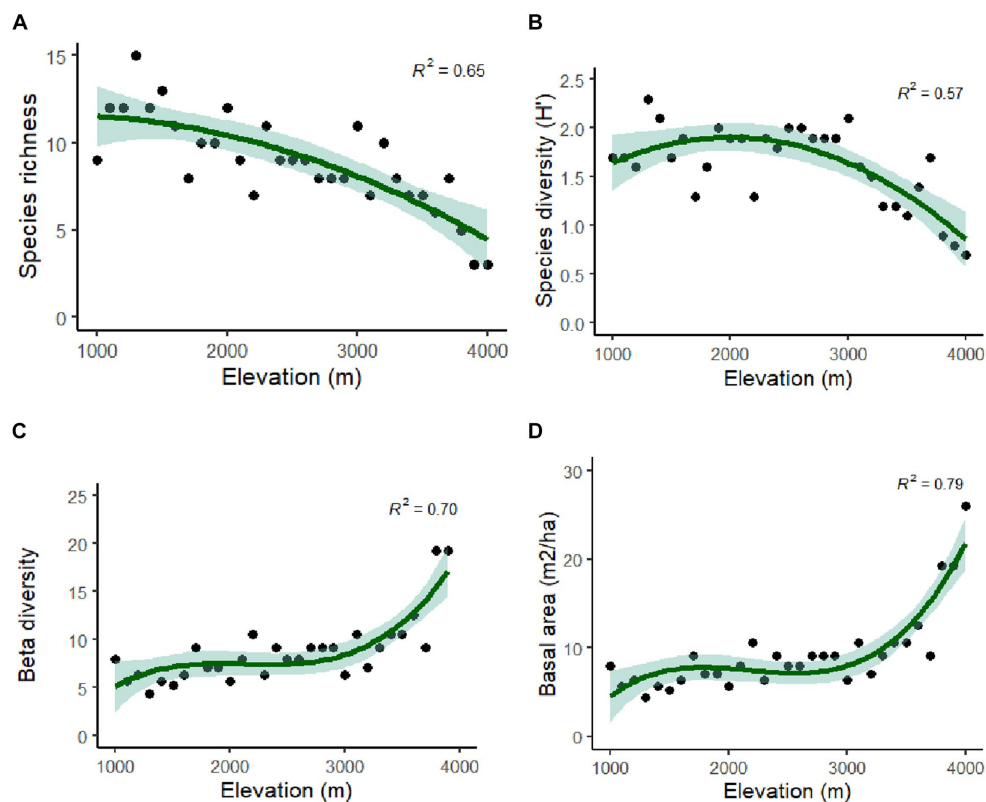 A
R² = 0.65
Species richness
15
10
5
0
1000 2000 3000 4000
Elevation (m)
B
R² = 0.57
Species diversity (H')
2.5
2.0
1.5
1.0
0.5
0.0
1000 2000 3000 4000
Elevation (m)
C
R² = 0.70
Beta diversity
25
20
15
10
5
0
1000 2000 3000 4000
Elevation (m)
D
R² = 0.79
Basal area (m2/ha)
30
20
10
0
1000 2000 3000 4000
Elevation (m)